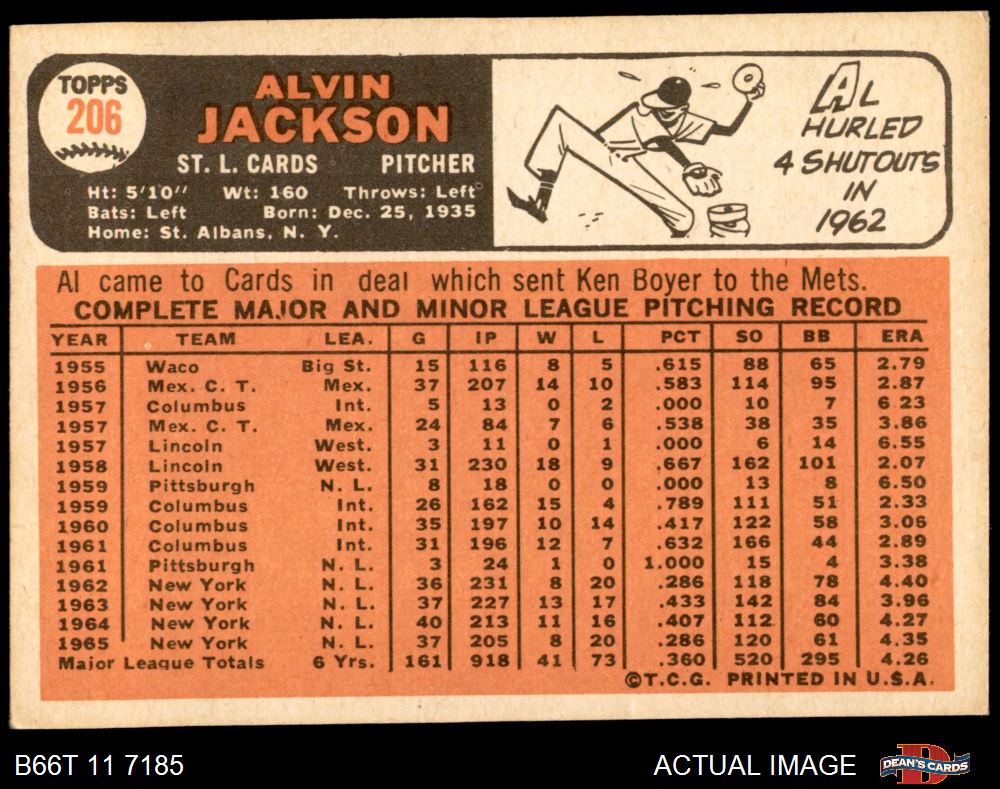 TOPPS
206
ALVIN
JACKSON
ST. L. CARDS PITCHER
Ht: 5'10" Wt: 160 Throws: Left
Bats: Left Born: Dec. 25, 1935
Home: St. Albans, N. Y.
AL
HURLED
4 SHUTOUTS
IN
1962
Al came to Cards in deal which sent Ken Boyer to the Mets.
COMPLETE MAJOR AND MINOR LEAGUE PITCHING RECORD
YEAR TEAM LEA. G IP W L PCT SO BB ERA
1955 Waco Big St. 15 116 8 5 .615 88 65 2.79
1956 Mex. C. T. Mex. 37 207 14 10 .583 114 95 2.87
1957 Columbus Int. 5 13 0 2 .000 10 7 6.23
1957 Mex. C. T. Mex. 24 84 7 6 .538 38 35 3.86
1957 Lincoln West. 3 11 0 1 .000 6 14 6.55
1958 Lincoln West. 31 230 18 9 .667 162 101 2.07
1959 Pittsburgh N. L. 8 18 0 0 .000 13 8 6.50
1959 Columbus Int. 26 162 15 4 .789 111 51 2.33
1960 Columbus Int. 35 197 10 14 .417 122 58 3.06
1961 Columbus Int. 31 196 12 7 .632 166 44 2.89
1961 Pittsburgh N. L. 3 24 1 0 1.000 15 4 3.38
1962 New York N. L. 36 231 8 20 .286 118 78 4.40
1963 New York N. L. 37 227 13 17 .433 142 84 3.96
1964 New York N. L. 40 213 11 16 .407 112 60 4.27
1965 New York N. L. 37 205 8 20 .286 120 61 4.35
Major League Totals 6 Yrs. 161 918 41 73 .360 520 295 4.26
©T.C.G. PRINTED IN U.S.A.
B66T 11 7185 ACTUAL IMAGE
DEAN'S CARDS